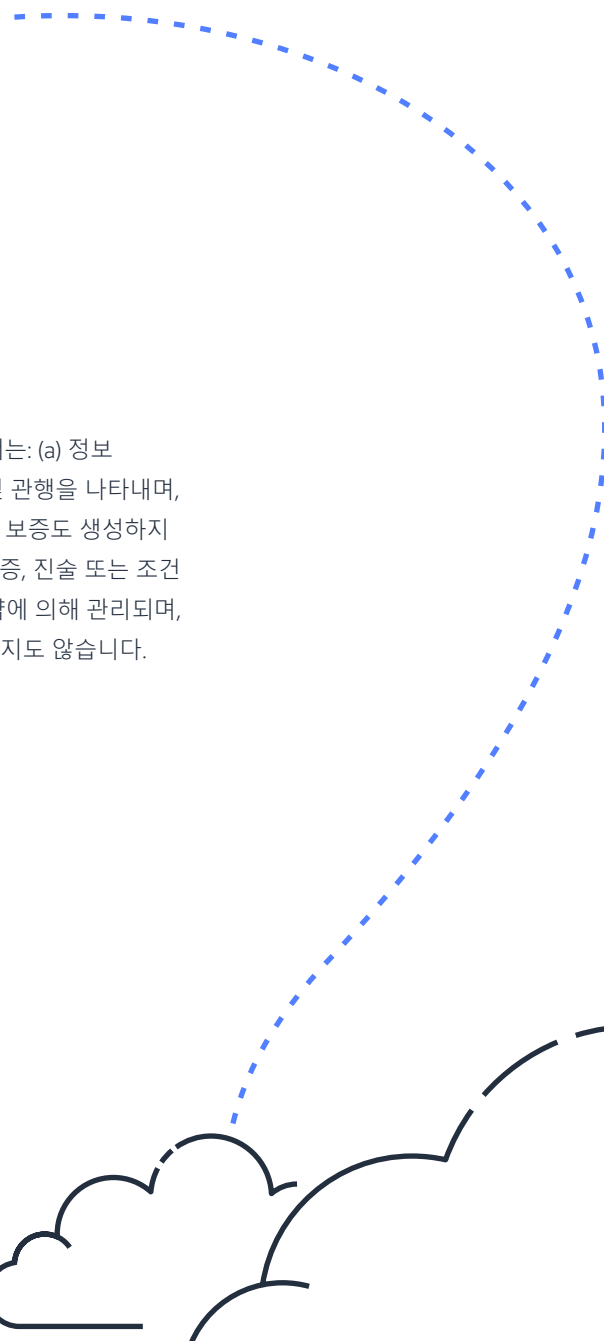 는: (a) 정보
관행을 나타내며,
보증도 생성하지
증, 진술 또는 조건
에 의해 관리되며,
지도 않습니다.